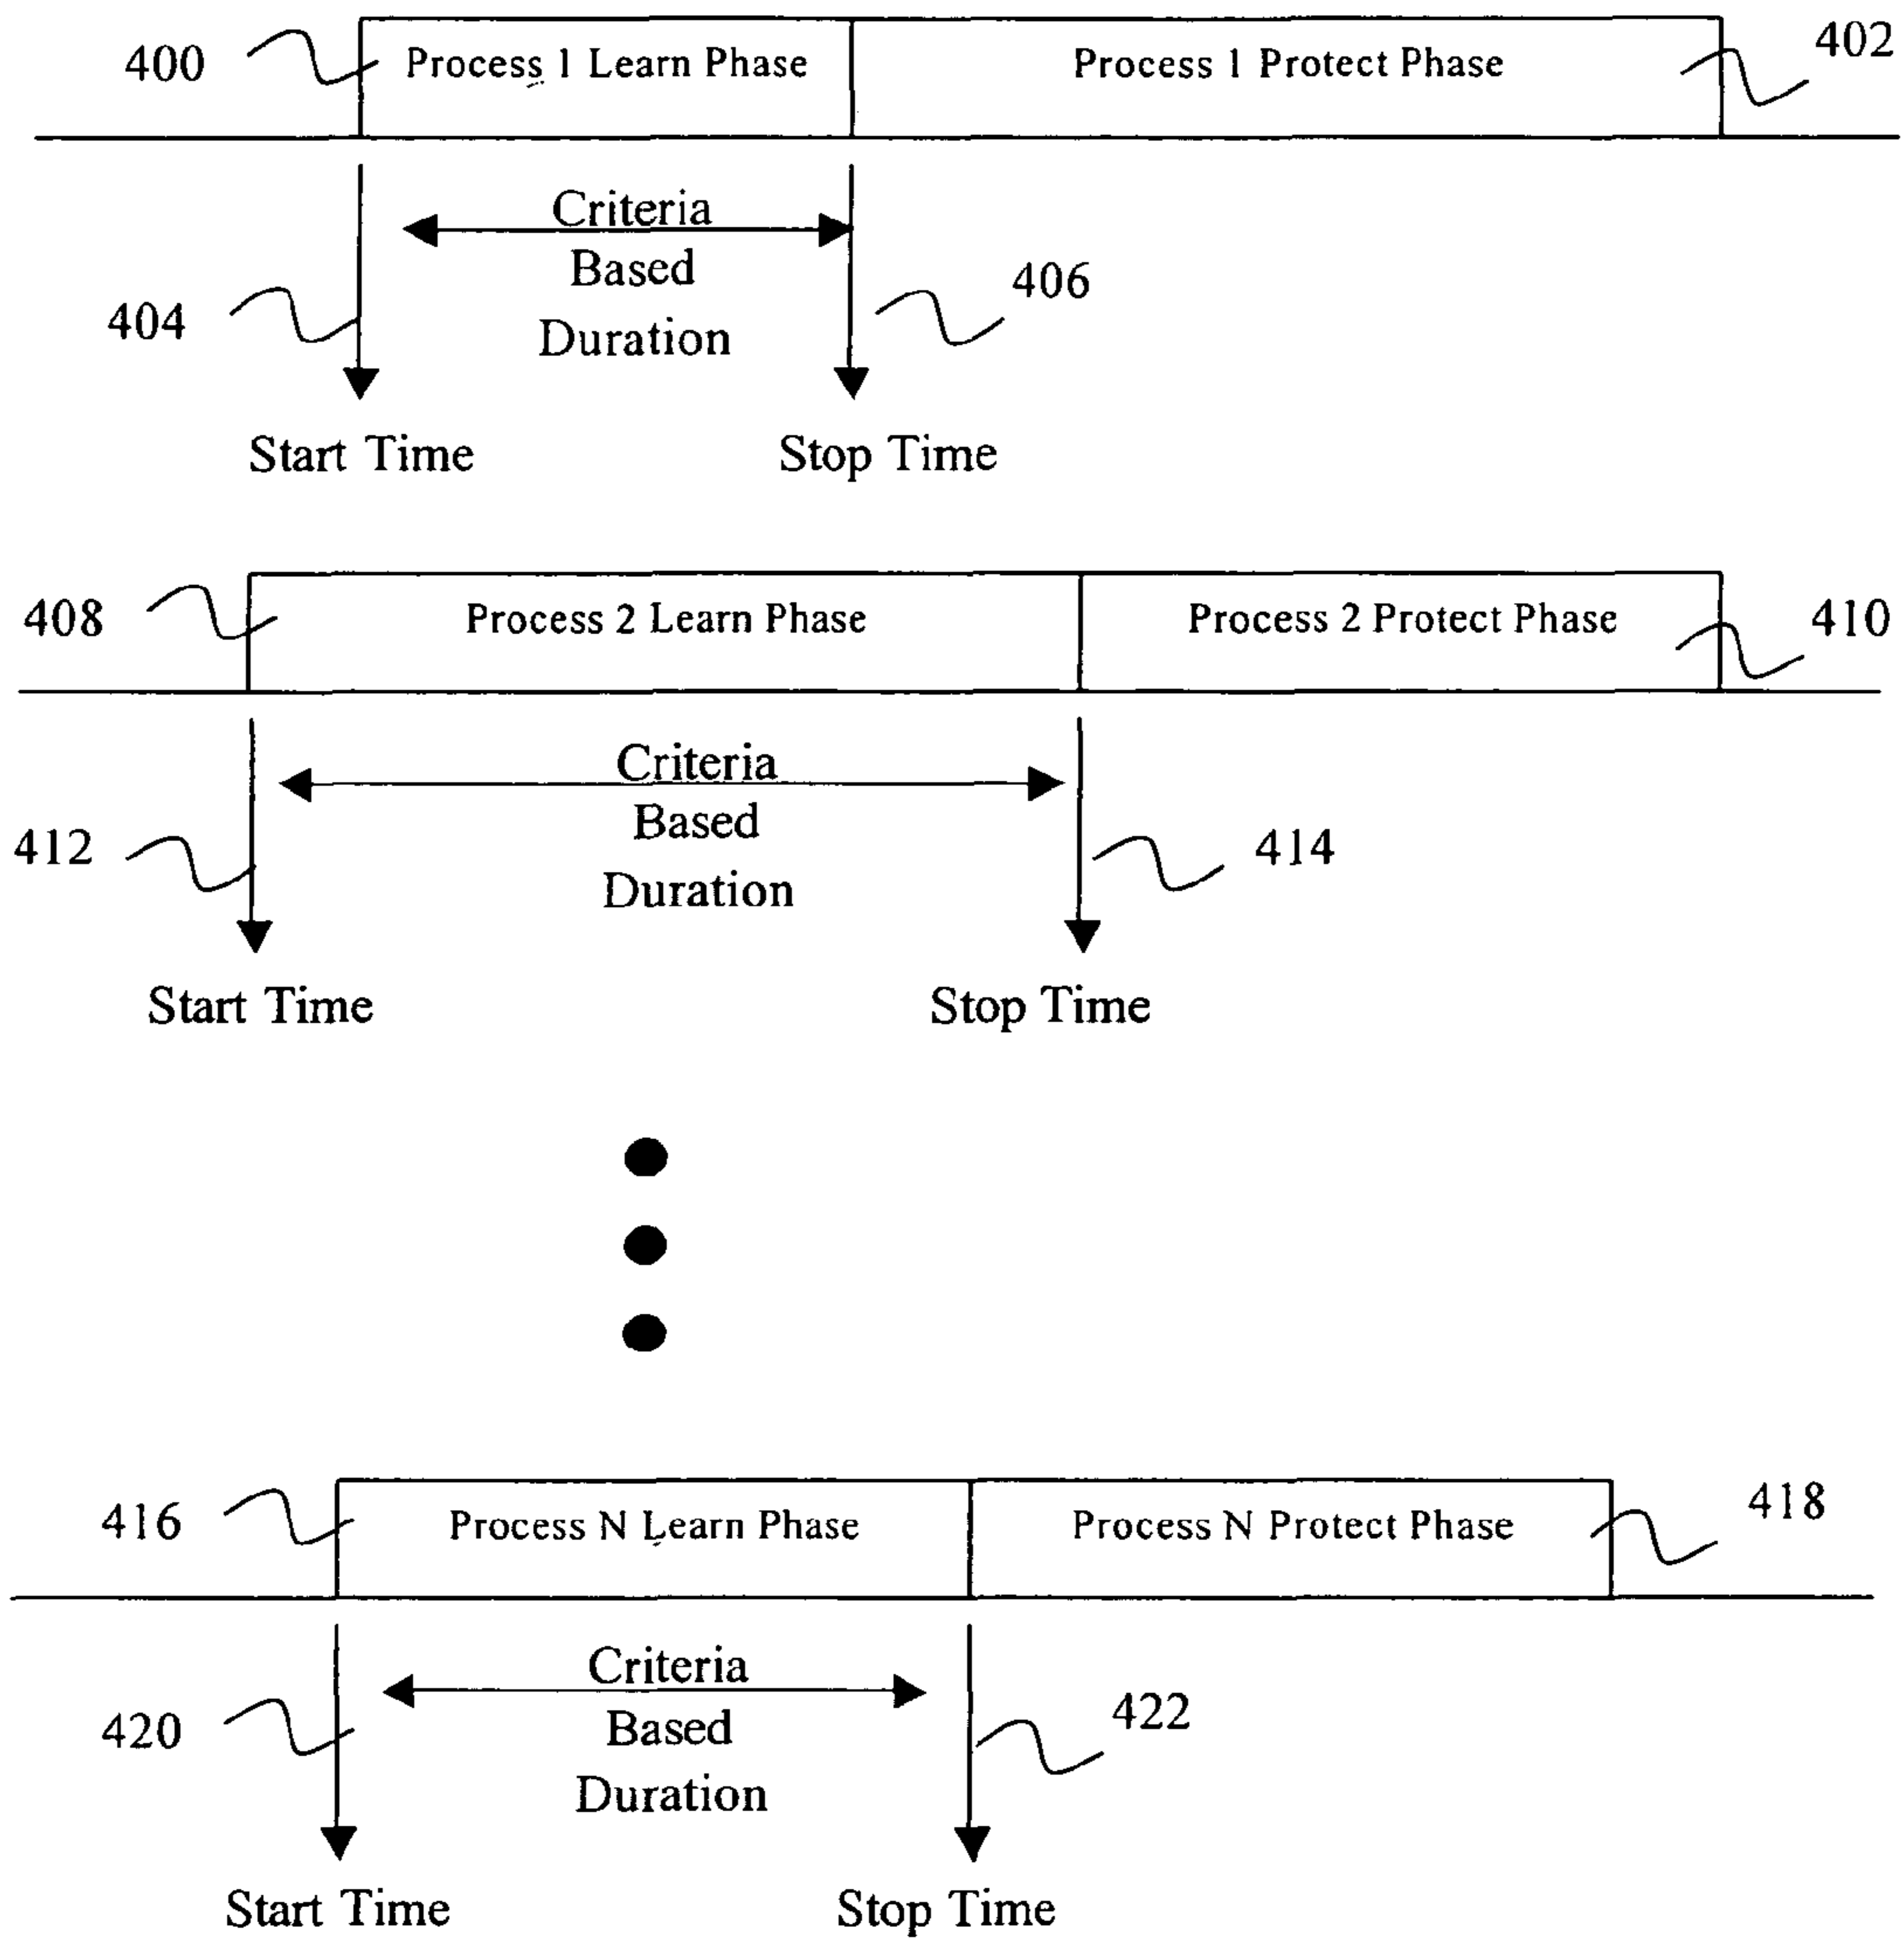 400
Process 1 Learn Phase
Process 1 Protect Phase
402
Criteria
Based
Duration
404
406
Start Time
Stop Time
408
Process 2 Learn Phase
Process 2 Protect Phase
410
Criteria
Based
Duration
412
414
Start Time
Stop Time
416
Process N Learn Phase
Process N Protect Phase
418
Criteria
Based
Duration
420
422
Start Time
Stop Time